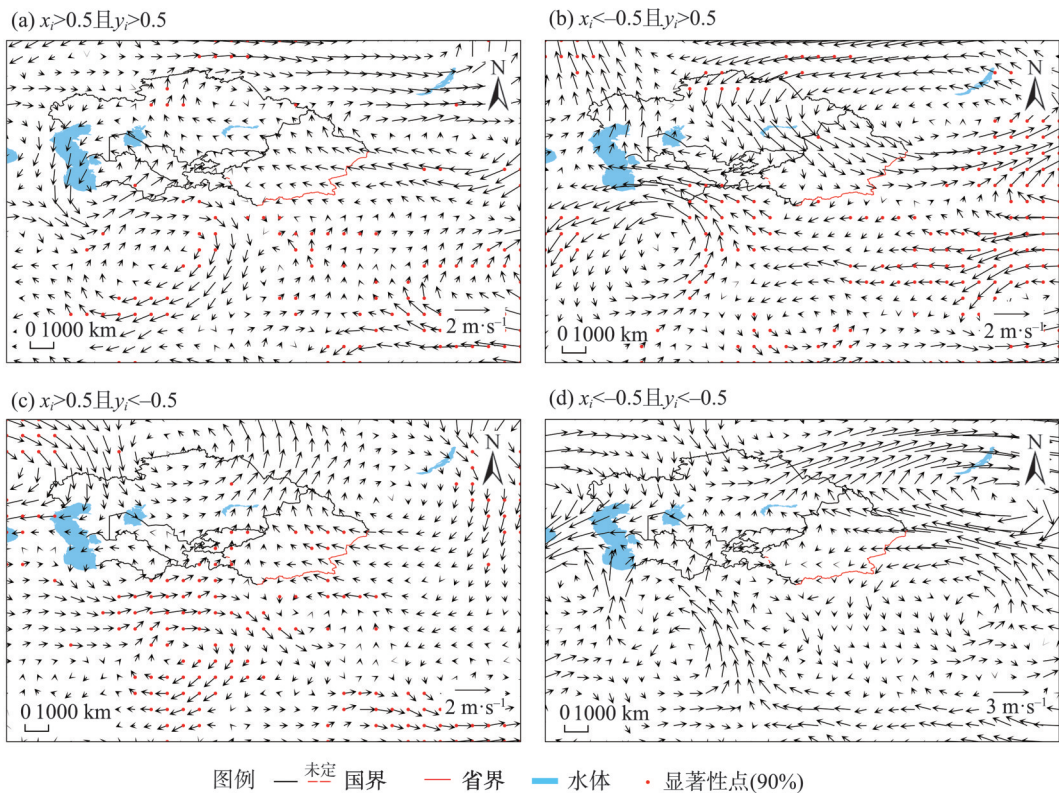 (a) xᵢ>0.5且yᵢ>0.5
N
0 1000 km
2 m·s⁻¹
(b) xᵢ<–0.5且yᵢ>0.5
N
0 1000 km
2 m·s⁻¹
(c) xᵢ>0.5且yᵢ<–0.5
N
0 1000 km
2 m·s⁻¹
(d) xᵢ<–0.5且yᵢ<–0.5
N
0 1000 km
3 m·s⁻¹
图例 未定 国界 省界 水体 显著性点(90%)